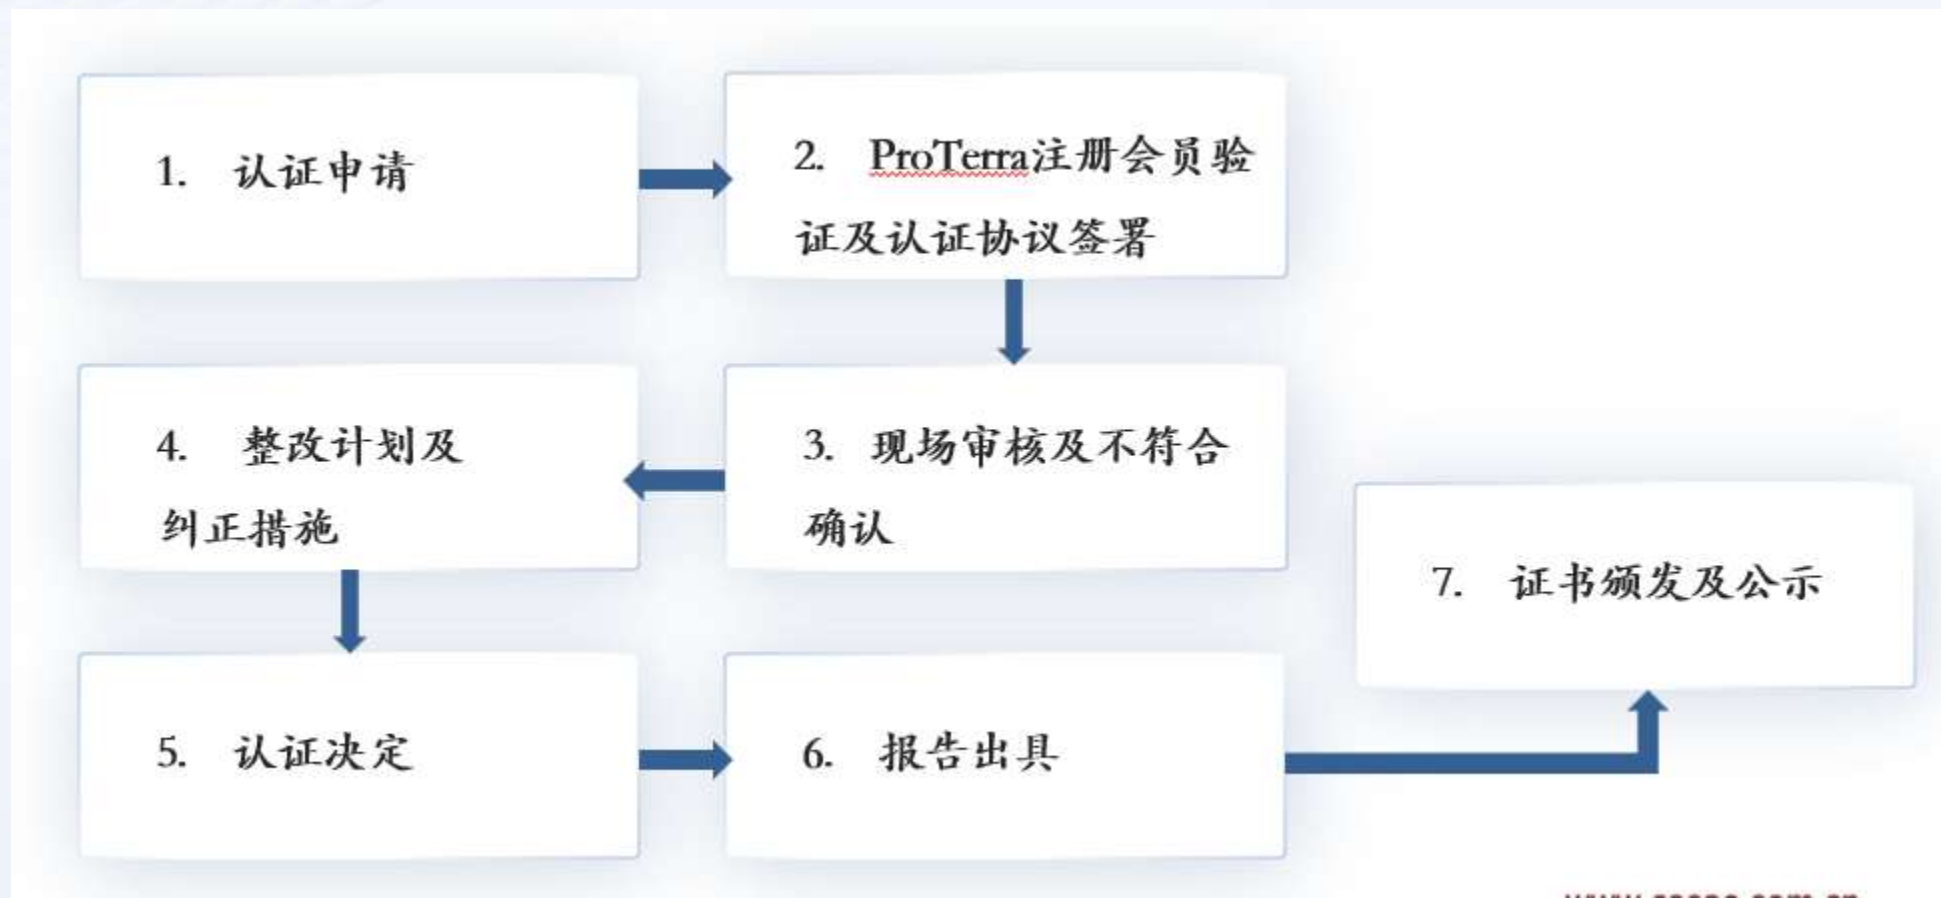 1. 认证申请
2. ProTerra注册会员验
证及认证协议签署
3. 现场审核及不符合
确认
4. 整改计划及
纠正措施
5. 认证决定
6. 报告出具
7. 证书颁发及公示